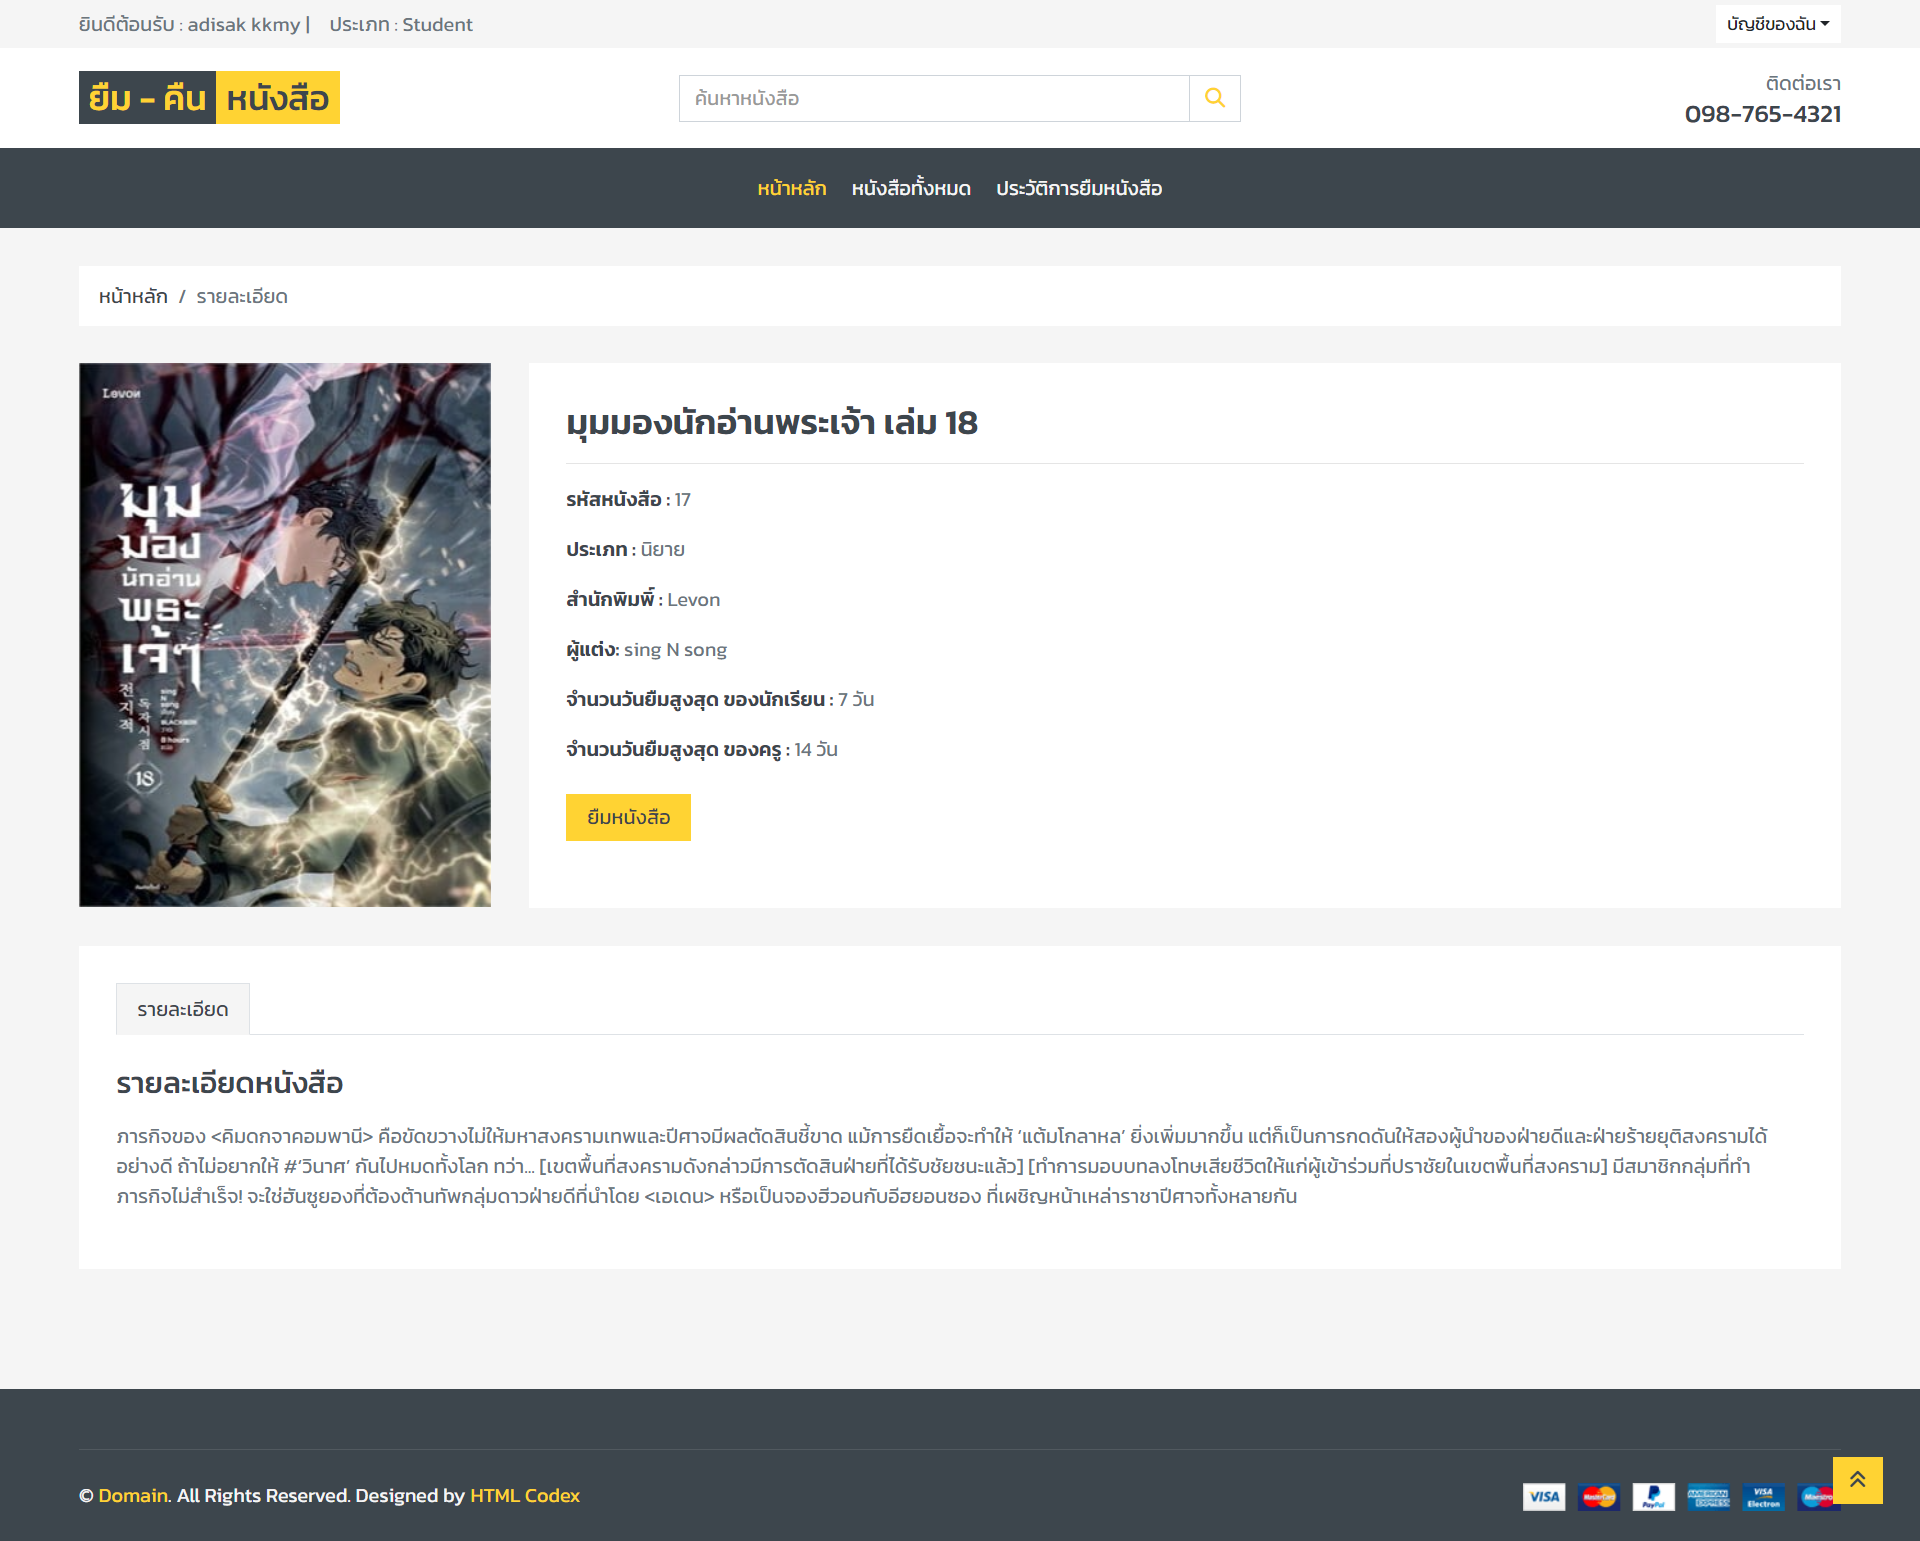 ยินดีต้อนรับ : adisak kkmy | ประเภท : Student
บัญชีของฉัน
ยืม - คืน หนังสือ
ค้นหาหนังสือ
ติดต่อเรา
098-765-4321
หน้าหลัก หนังสือทั้งหมด ประวัติการยืมหนังสือ
หน้าหลัก / รายละเอียด
Levon
มุม
มอง
นักอ่าน
พระ
เจ้า
전지적
독자시점
sing
N
song
BLACKBOX
8 hours
18
มุมมองนักอ่านพระเจ้า เล่ม 18
รหัสหนังสือ : 17
ประเภท : นิยาย
สำนักพิมพิ์ : Levon
ผู้แต่ง: sing N song
จำนวนวันยืมสูงสุด ของนักเรียน : 7 วัน
จำนวนวันยืมสูงสุด ของครู : 14 วัน
ยืมหนังสือ
รายละเอียด
รายละเอียดหนังสือ
ภารกิจของ <คิมดกจาคอมพานี> คือขัดขวางไม่ให้มหาสงครามเทพและปีศาจมีผลตัดสินชี้ขาด แม้การยืดเยื้อจะทำให้ ‘แต้มโกลาหล’ ยิ่งเพิ่มมากขึ้น แต่ก็เป็นการกดดันให้สองผู้นำของฝ่ายดีและฝ่ายร้ายยุติสงครามได้
อย่างดี ถ้าไม่อยากให้ #‘วินาศ’ กันไปหมดทั้งโลก ทว่า... [เขตพื้นที่สงครามดังกล่าวมีการตัดสินฝ่ายที่ได้รับชัยชนะแล้ว] [ทำการมอบบทลงโทษเสียชีวิตให้แก่ผู้เข้าร่วมที่ปราชัยในเขตพื้นที่สงคราม] มีสมาชิกกลุ่มที่ทำ
ภารกิจไม่สำเร็จ! จะใช่ฮันซูยองที่ต้องต้านทัพกลุ่มดาวฝ่ายดีที่นำโดย <เอเดน> หรือเป็นจองฮีวอนกับอีฮยอนซอง ที่เผชิญหน้าเหล่าราชาปีศาจทั้งหลายกัน
© Domain. All Rights Reserved. Designed by HTML Codex
VISA MasterCard PayPal AMERICAN EXPRESS VISA Electron Maestro